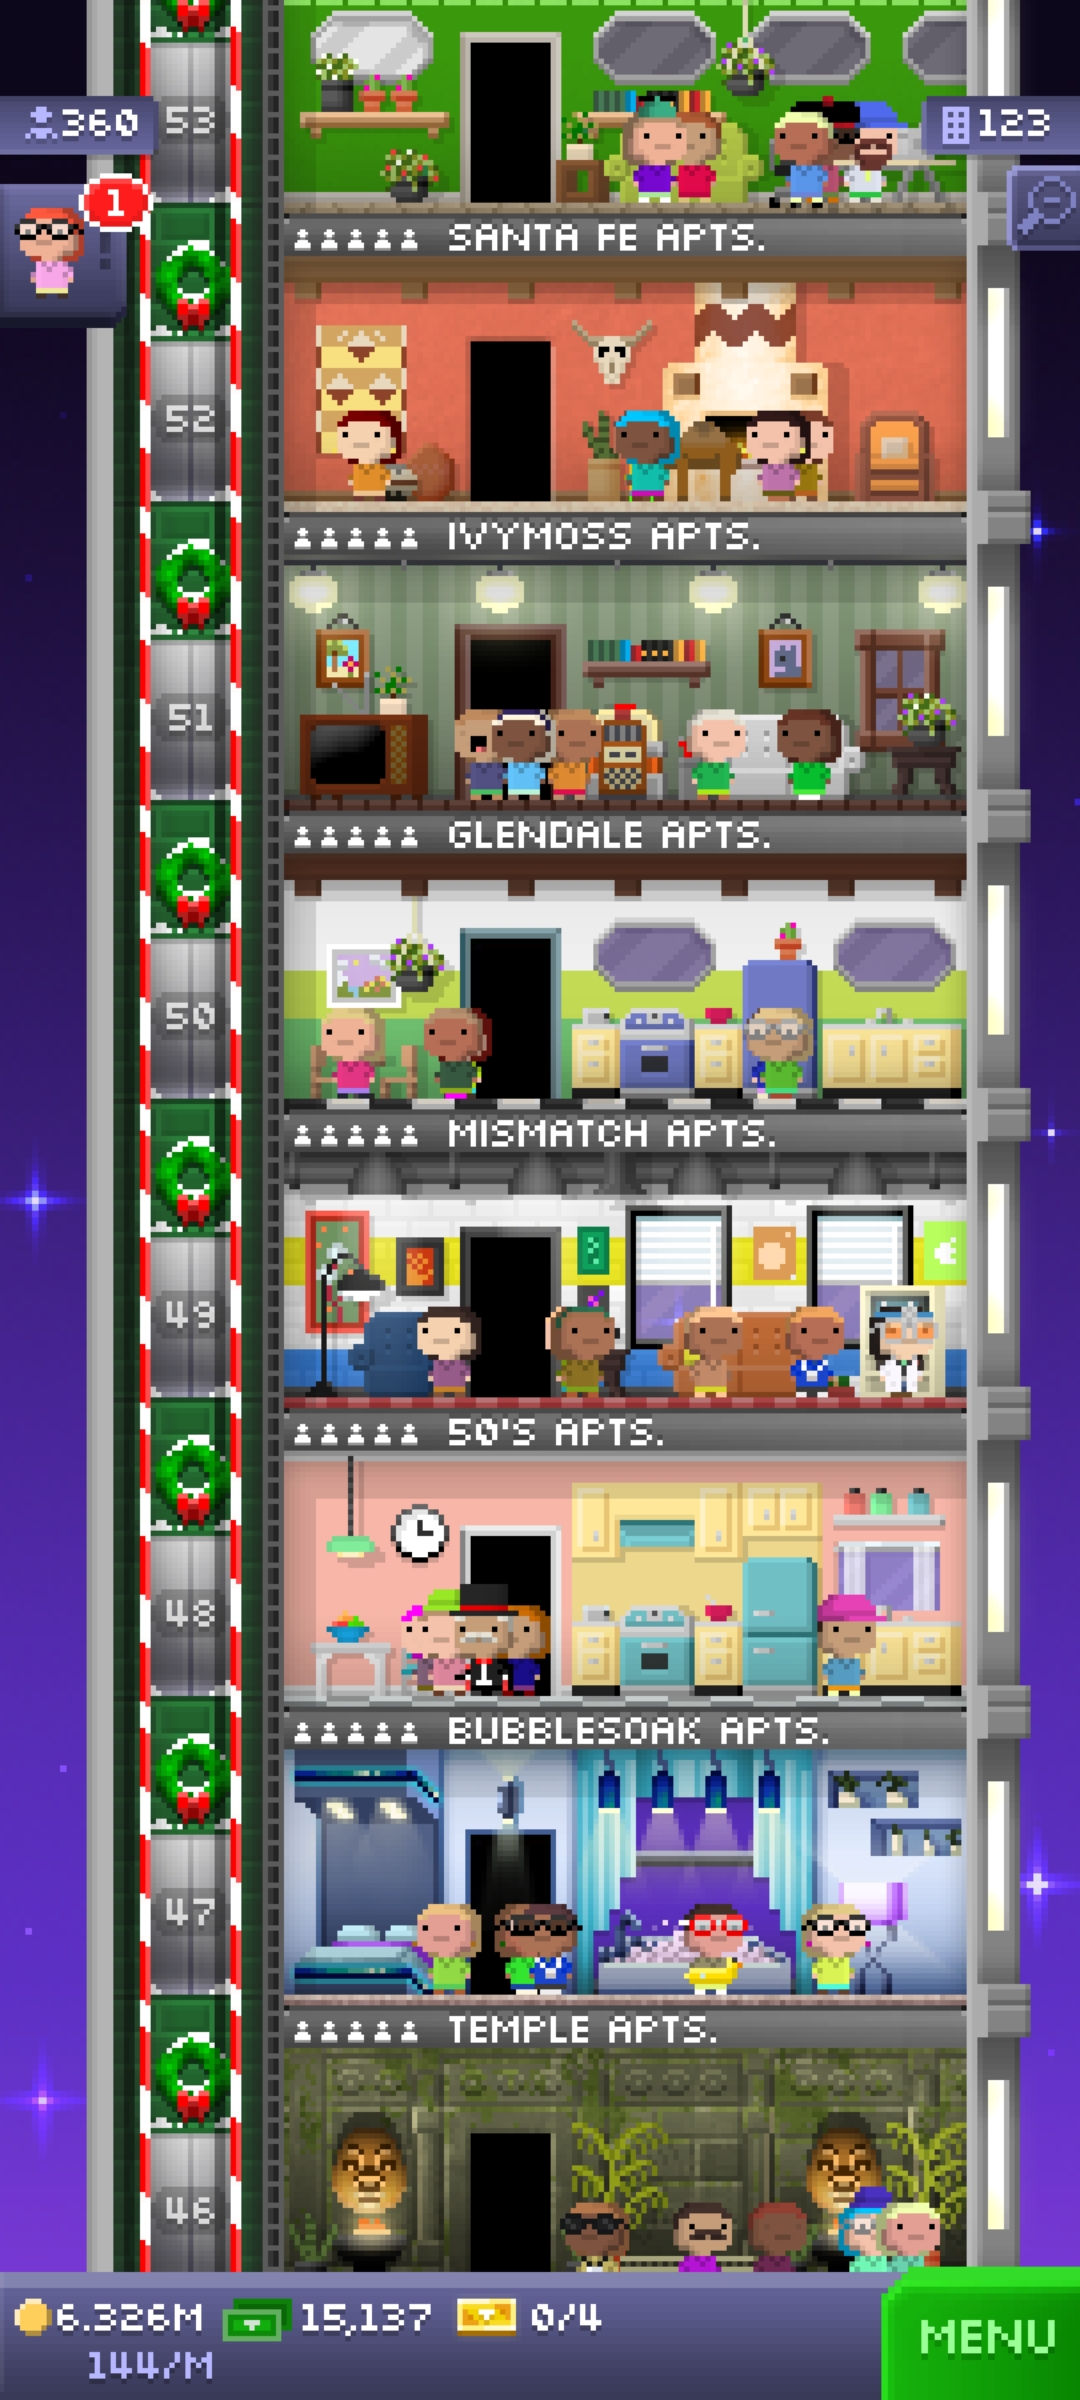 53
360
123
1
SANTA FE APTS.
52
IVYMOSS APTS.
51
GLENDALE APTS.
50
MISMATCH APTS.
49
50'S APTS.
48
BUBBLESOAK APTS.
47
TEMPLE APTS.
46
6.326M 15,137 0/4
144/M
MENU